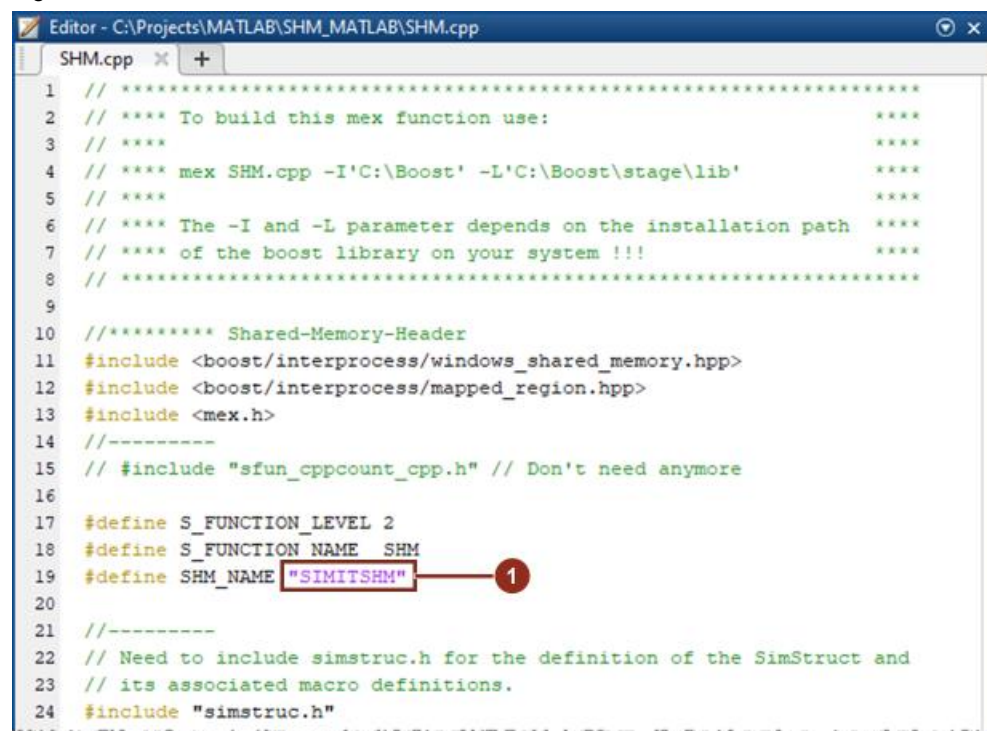 Editor - C:\Projects\MATLAB\SHM_MATLAB\SHM.cpp
SHM.cpp
1 // *******************************************************************
2 // **** To build this mex function use: ****
3 // **** ****
4 // **** mex SHM.cpp -I'C:\Boost' -L'C:\Boost\stage\lib' ****
5 // **** ****
6 // **** The -I and -L parameter depends on the installation path ****
7 // **** of the boost library on your system !!! ****
8 // *******************************************************************
9
10 //********* Shared-Memory-Header
11 #include <boost/interprocess/windows_shared_memory.hpp>
12 #include <boost/interprocess/mapped_region.hpp>
13 #include <mex.h>
14 //---------
15 // #include "sfun_cppcount_cpp.h" // Don't need anymore
16
17 #define S_FUNCTION_LEVEL 2
18 #define S_FUNCTION_NAME SHM
19 #define SHM_NAME "SIMITSHM" 1
20
21 //---------
22 // Need to include simstruc.h for the definition of the SimStruct and
23 // its associated macro definitions.
24 #include "simstruc.h"